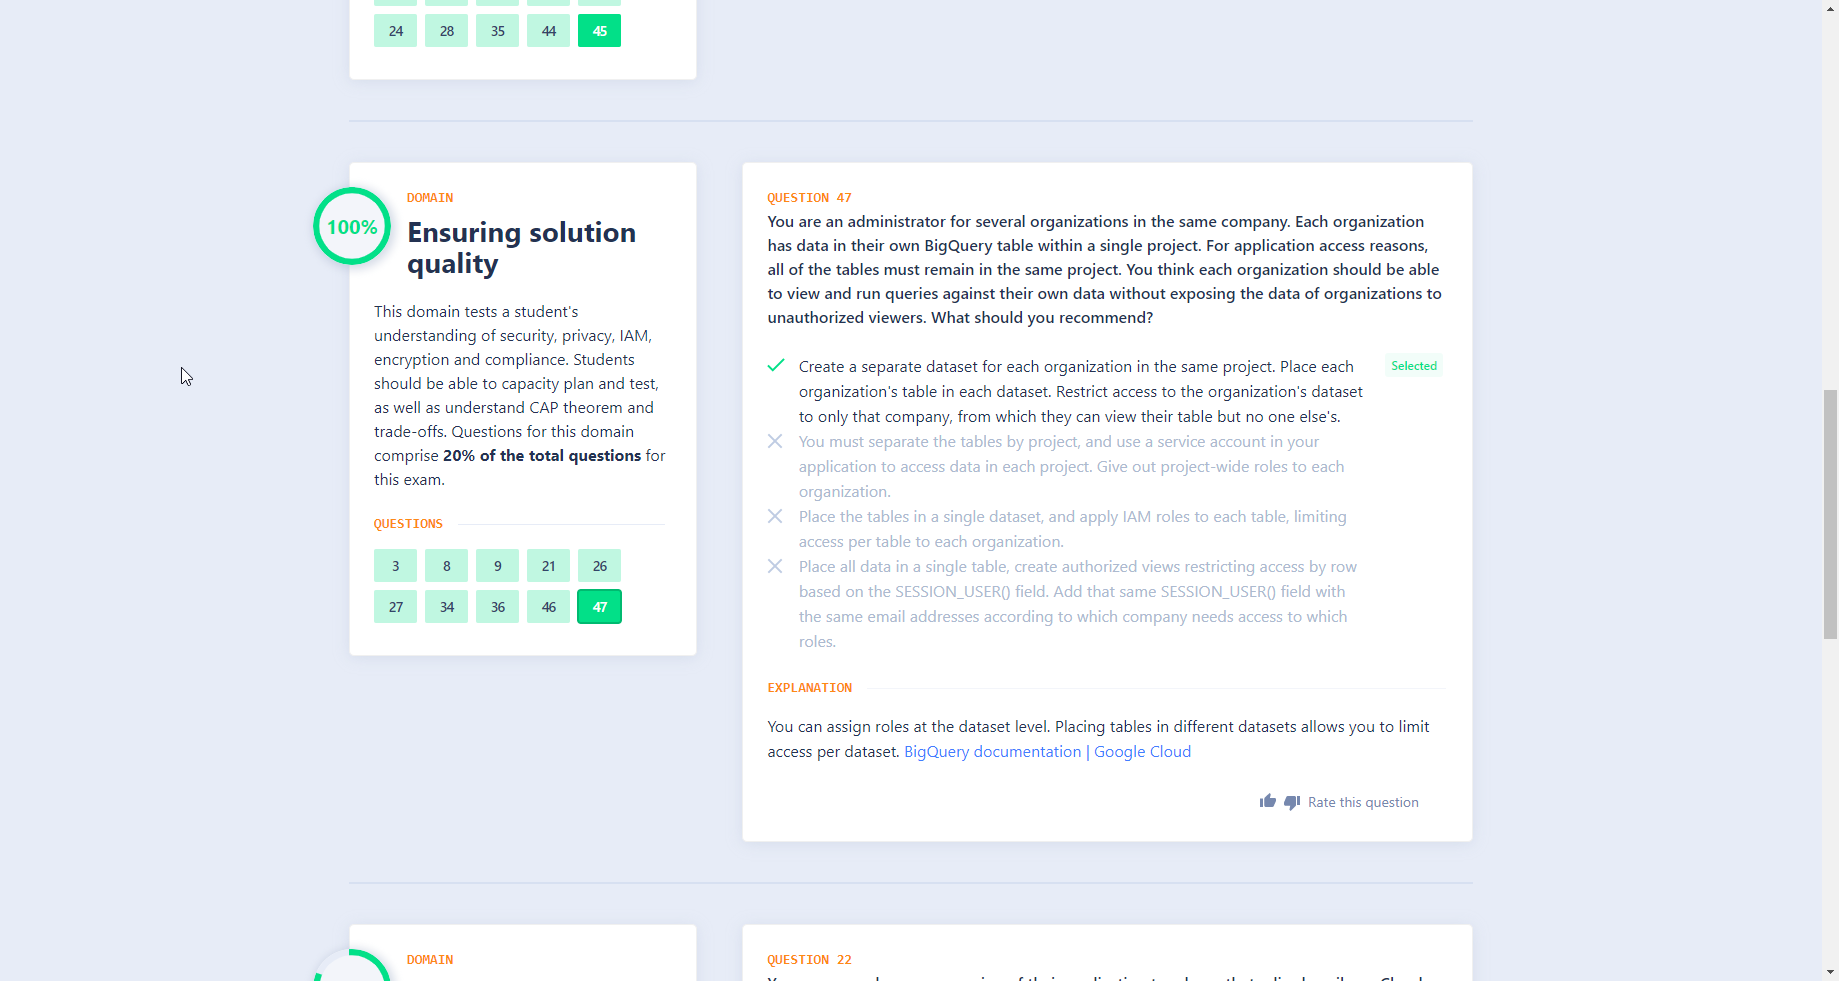 24 28 35 44 45
100%
DOMAIN
Ensuring solution
quality
This domain tests a student's
understanding of security, privacy, IAM,
encryption and compliance. Students
should be able to capacity plan and test,
as well as understand CAP theorem and
trade-offs. Questions for this domain
comprise 20% of the total questions for
this exam.
QUESTIONS
3 8 9 21 26
27 34 36 46 47
QUESTION 47
You are an administrator for several organizations in the same company. Each organization
has data in their own BigQuery table within a single project. For application access reasons,
all of the tables must remain in the same project. You think each organization should be able
to view and run queries against their own data without exposing the data of organizations to
unauthorized viewers. What should you recommend?
Create a separate dataset for each organization in the same project. Place each
organization's table in each dataset. Restrict access to the organization's dataset
to only that company, from which they can view their table but no one else's.
Selected
You must separate the tables by project, and use a service account in your
application to access data in each project. Give out project-wide roles to each
organization.
Place the tables in a single dataset, and apply IAM roles to each table, limiting
access per table to each organization.
Place all data in a single table, create authorized views restricting access by row
based on the SESSION_USER() field. Add that same SESSION_USER() field with
the same email addresses according to which company needs access to which
roles.
EXPLANATION
You can assign roles at the dataset level. Placing tables in different datasets allows you to limit
access per dataset. BigQuery documentation | Google Cloud
Rate this question
DOMAIN
QUESTION 22